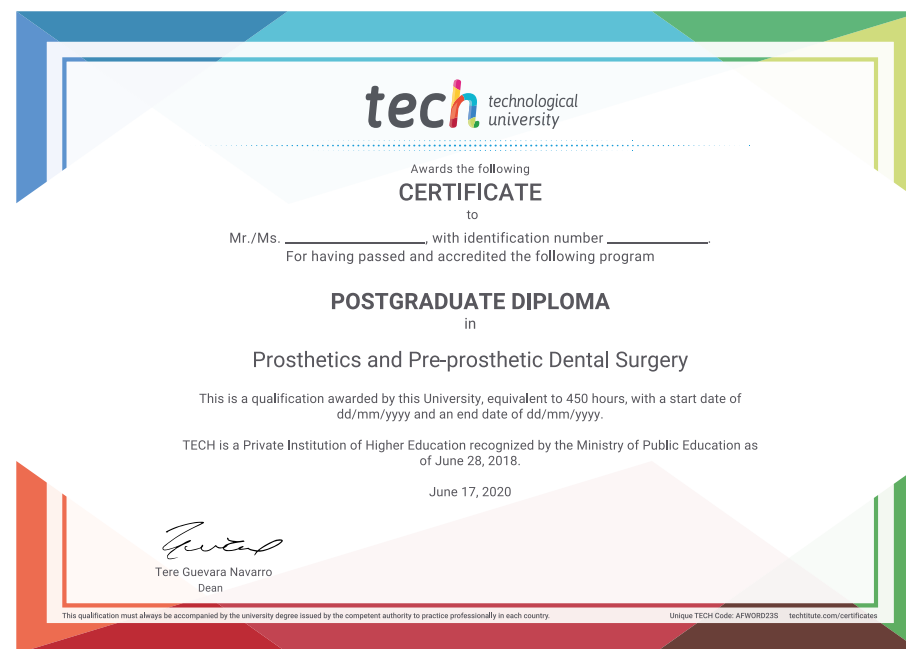 tech technological
university
Awards the following
CERTIFICATE
to
Mr./Ms. ____________________, with identification number ______________.
For having passed and accredited the following program
POSTGRADUATE DIPLOMA
in
Prosthetics and Pre-prosthetic Dental Surgery
This is a qualification awarded by this University, equivalent to 450 hours, with a start date of
dd/mm/yyyy and an end date of dd/mm/yyyy.
TECH is a Private Institution of Higher Education recognized by the Ministry of Public Education as
of June 28, 2018.
June 17, 2020
Tere Guevara Navarro
Dean
This qualification must always be accompanied by the university degree issued by the competent authority to practice professionally in each country.
Unique TECH Code: AFWORD23S techtitute.com/certificates